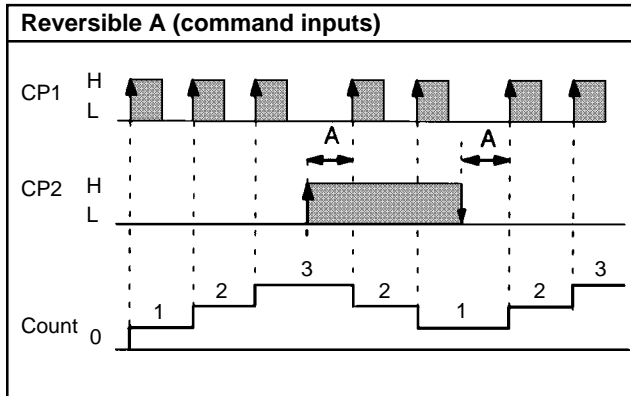 Reversible A (command inputs)
CP1 H
L
A A
CP2 H
L
1 2 3 2 1 2 3
Count 0